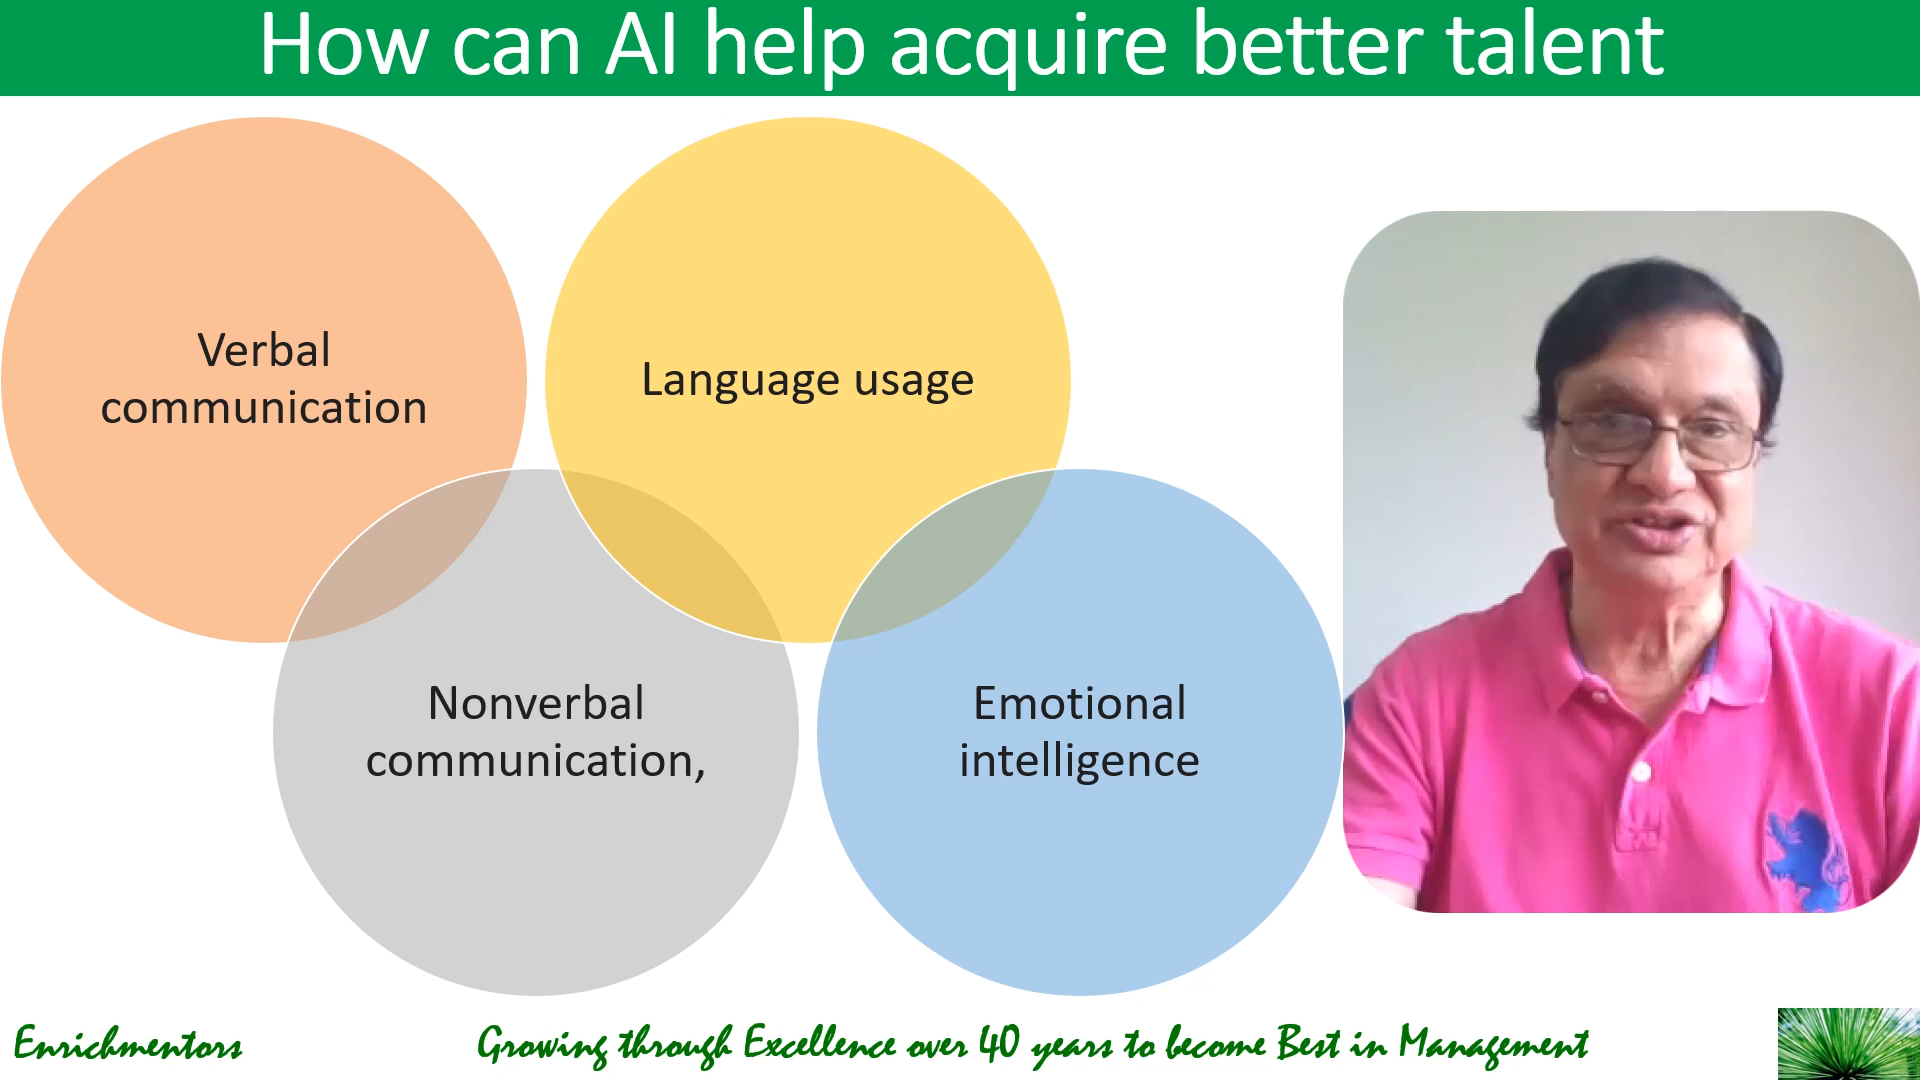 How can AI help acquire better talent
Verbal
communication
Language usage
Nonverbal
communication,
Emotional
intelligence
Enrichmentors
Growing through Excellence over 40 years to become Best in Management